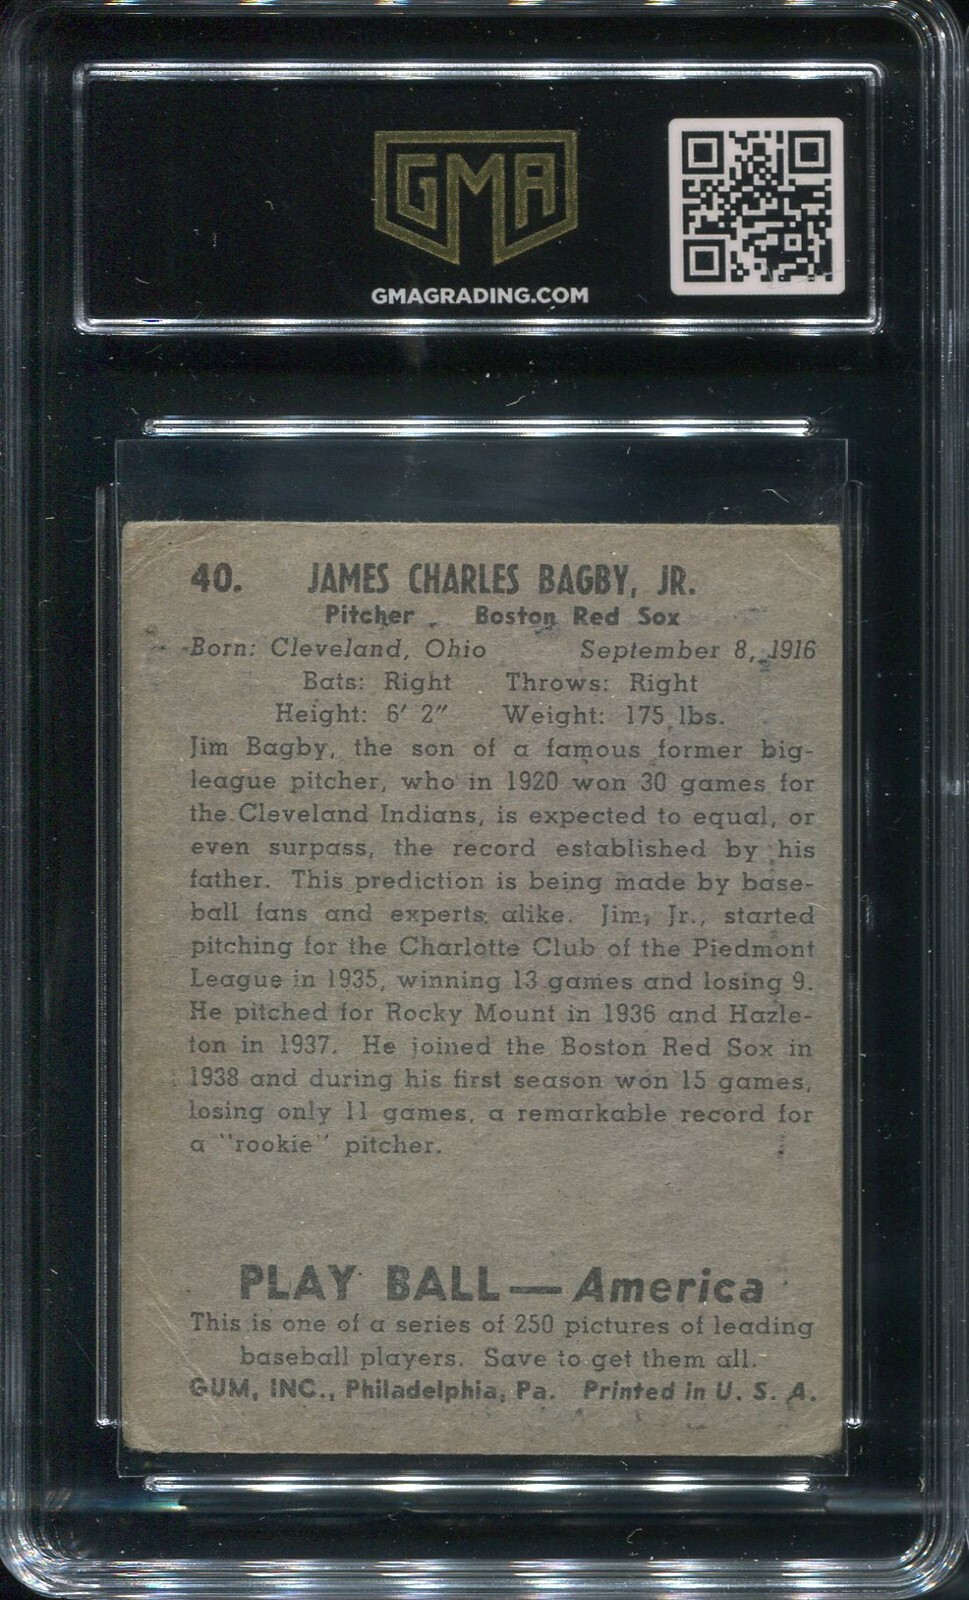 GMA
GMAGRADING.COM
40. JAMES CHARLES BAGBY, JR.
Pitcher Boston Red Sox
Born: Cleveland, Ohio September 8, 1916
Bats: Right Throws: Right
Height: 6' 2" Weight: 175 lbs.
Jim Bagby, the son of a famous former big-
league pitcher, who in 1920 won 30 games for
the Cleveland Indians, is expected to equal, or
even surpass, the record established by his
father. This prediction is being made by base-
ball fans and experts alike. Jim, Jr., started
pitching for the Charlotte Club of the Piedmont
League in 1935, winning 13 games and losing 9.
He pitched for Rocky Mount in 1936 and Hazle-
ton in 1937. He joined the Boston Red Sox in
1938 and during his first season won 15 games,
losing only 11 games, a remarkable record for
a "rookie" pitcher.
PLAY BALL — America
This is one of a series of 250 pictures of leading
baseball players. Save to get them all.
GUM, INC., Philadelphia, Pa. Printed in U. S. A.